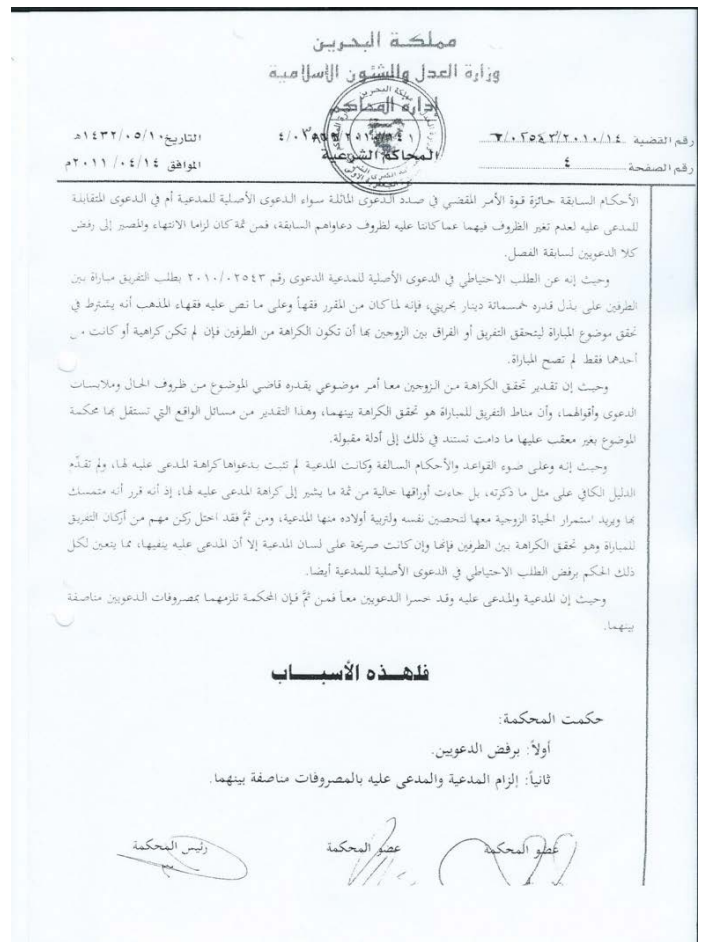 مملكة البحرين
وزارة العدل والشئون الاسلامية
إدارة المحاكم
المحاكم الشرعية
التاريخ ١٤٣٢/٠٥/١٠هـ
رقم القضية
الموافق ٢٠١١/٠٤/١٤م
رقم الصفحة ٤
الأحكام السابقة حائزة قوة الأمر المقضي في صدد الدعوى الماثلة سواء الدعوى الأصلية للمدعية أم في الدعوى المتقابلة
للمدعى عليه لعدم تغير الظروف فيهما عما كانتا عليه لظروف دعاواهم السابقة، فمن ثمة كان لزاما الانتهاء والمصير إلى رفض
كلا الدعويين لسابقة الفصل.
وحيث إنه عن الطلب الاحتياطي في الدعوى الأصلية للمدعية الدعوى رقم ٢٠١٠/٠٢٥٤٣ بطلب التفريق مباراة بين
الطرفين على بذل قدره خمسمائة دينار بحريني، فإنه لما كان من المقرر فقهاً وعلى ما نص عليه فقهاء المذهب أنه يشترط في
تحقق موضوع المباراة ليتحقق التفريق أو الفراق بين الزوجين بها أن تكون الكراهة من الطرفين فإن لم تكن كراهية أو كانت من
أحدهما فقط لم تصح المباراة.
وحيث إن تقدير تحقق الكراهة من الزوجين معا أمر موضوعي يقدره قاضي الموضوع من ظروف الحال وملابسات
الدعوى وأقوالهما، وأن مناط التفريق للمباراة هو تحقق الكراهة بينهما، وهذا التقدير من مسائل الواقع التي تستقل بها محكمة
الموضوع بغير معقب عليها ما دامت تستند في ذلك إلى أدلة مقبولة.
وحيث إنه وعلى ضوء القواعد والأحكام السالفة وكانت المدعية لم تثبت بدعواها كراهة المدعى عليه لها، ولم تقدّم
الدليل الكافي على مثل ما ذكرته، بل جاءت أوراقها خالية من ثمة ما يشير إلى كراهة المدعى عليه لها، إذ أنه قرر أنه متمسك
بها ويريد استمرار الحياة الزوجية معها لتحصين نفسه ولتربية أولاده منها المدعية، ومن ثمَّ فقد اختل ركن مهم من أركان التفريق
للمباراة وهو تحقق الكراهة بين الطرفين فإنها وإن كانت صريحة على لسان المدعية إلا أن المدعى عليه ينفيها، مما يتعين لكل
ذلك الحكم برفض الطلب الاحتياطي في الدعوى الأصلية للمدعية أيضا.
وحيث إن المدعية والمدعى عليه وقد خسرا الدعويين معاً فمن ثمَّ فإن المحكمة تلزمهما بمصروفات الدعويين مناصفة
بينهما.
فلهـذه الأسبـاب
حكمت المحكمة:
أولاً: برفض الدعويين.
ثانياً: إلزام المدعية والمدعى عليه بالمصروفات مناصفة بينهما.
عضو المحكمة عضو المحكمة رئيس المحكمة